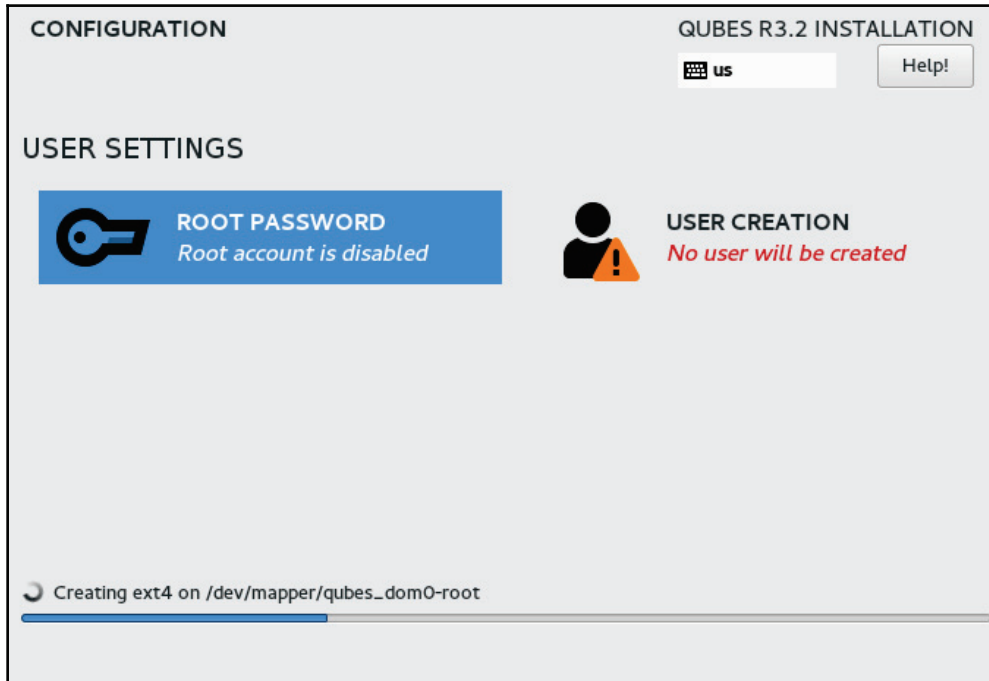 CONFIGURATION
QUBES R3.2 INSTALLATION
us
Help!
USER SETTINGS
ROOT PASSWORD
Root account is disabled
USER CREATION
No user will be created
Creating ext4 on /dev/mapper/qubes_dom0-root